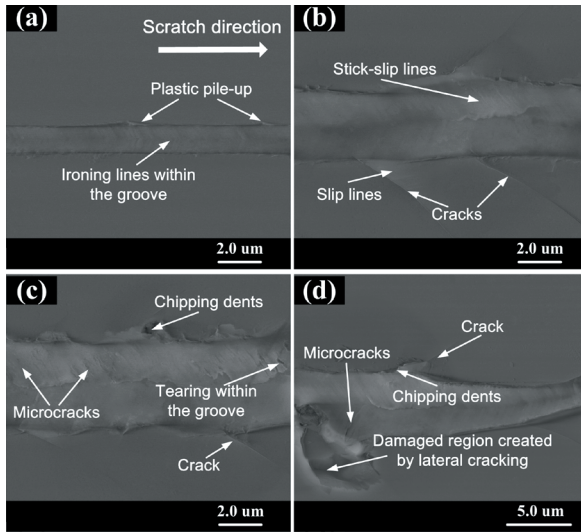 (a)
Scratch direction
Plastic pile-up
Ironing lines within
the groove
2.0 um
(b)
Stick-slip lines
Slip lines
Cracks
2.0 um
(c)
Chipping dents
Microcracks
Tearing within
the groove
Crack
2.0 um
(d)
Crack
Microcracks
Chipping dents
Damaged region created
by lateral cracking
5.0 um